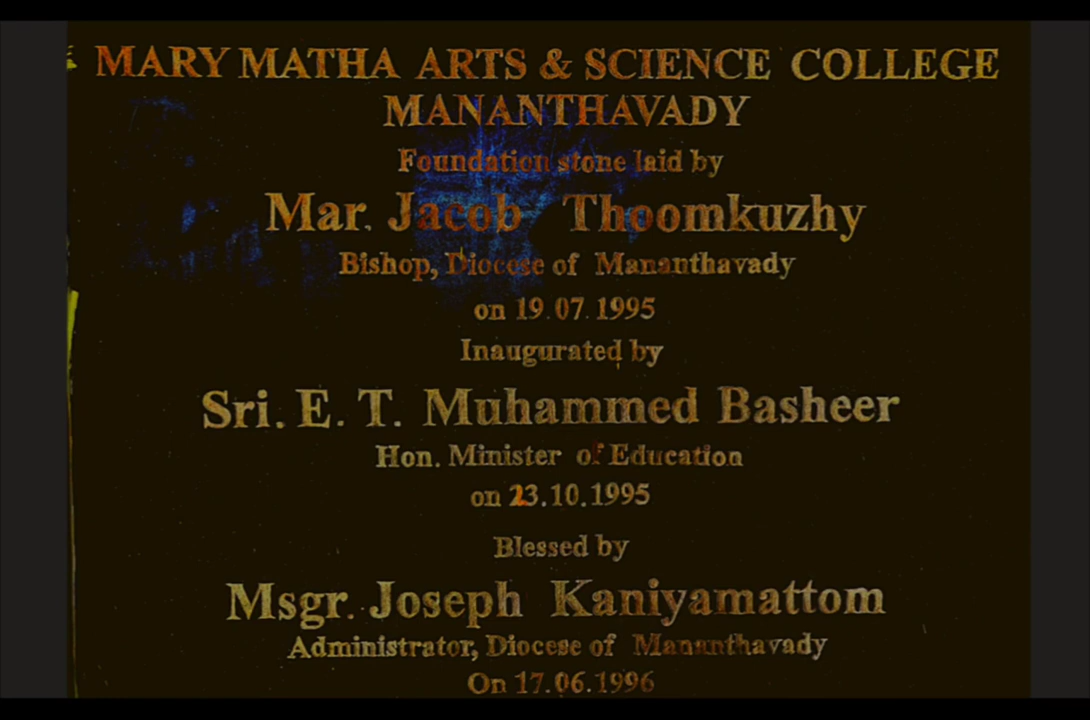 MARY MATHA ARTS & SCIENCE COLLEGE
MANANTHAVADY
Foundation stone laid by
Mar. Jacob Thoomkuzhy
Bishop, Diocese of Mananthavady
on 19.07.1995
Inaugurated by
Sri. E. T. Muhammed Basheer
Hon. Minister of Education
on 23.10.1995
Blessed by
Msgr. Joseph Kaniyamattom
Administrator, Diocese of Mananthavady
On 17.06.1996